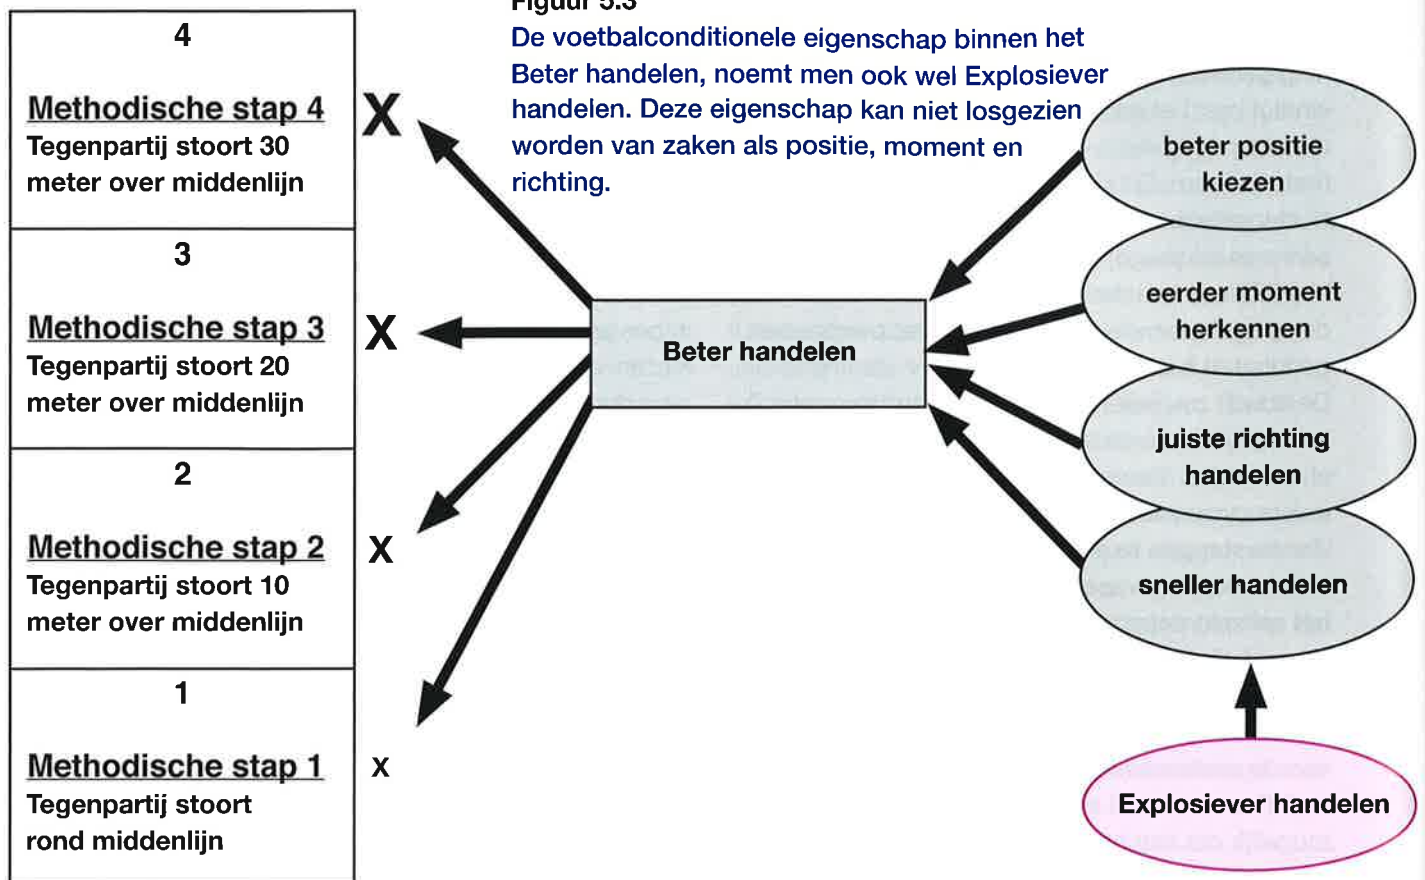 Figuur 5.3
De voetbalconditionele eigenschap binnen het
Beter handelen, noemt men ook wel Explosiever
handelen. Deze eigenschap kan niet losgezien
worden van zaken als positie, moment en
richting.
4
Methodische stap 4
Tegenpartij stoort 30
meter over middenlijn
X
3
Methodische stap 3
Tegenpartij stoort 20
meter over middenlijn
X
2
Methodische stap 2
Tegenpartij stoort 10
meter over middenlijn
X
1
Methodische stap 1
Tegenpartij stoort
rond middenlijn
X
Beter handelen
beter positie
kiezen
eerder moment
herkennen
juiste richting
handelen
sneller handelen
Explosiever handelen